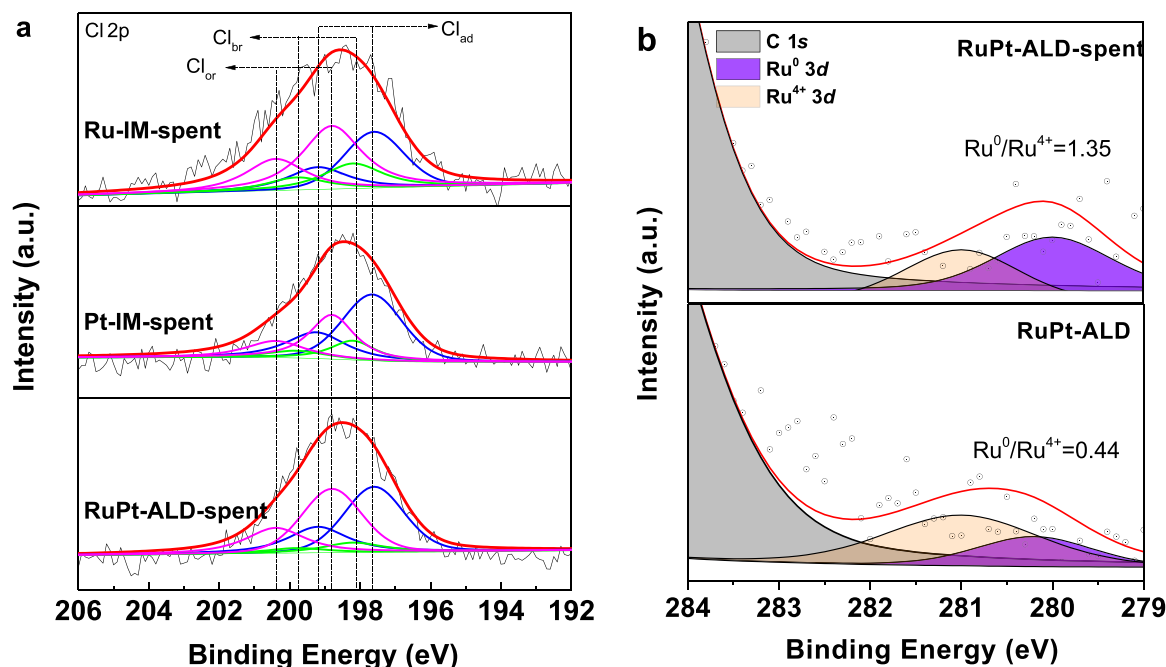 a
Cl 2p
Cl_ad
Cl_br
Cl_or
Ru-IM-spent
Pt-IM-spent
RuPt-ALD-spent
Intensity (a.u.)
206 204 202 200 198 196 194 192
Binding Energy (eV)
b
C 1s
Ru⁰ 3d
Ru⁴⁺ 3d
RuPt-ALD-spent
Ru⁰/Ru⁴⁺=1.35
RuPt-ALD
Ru⁰/Ru⁴⁺=0.44
Intensity (a.u.)
284 283 282 281 280 279
Binding Energy (eV)